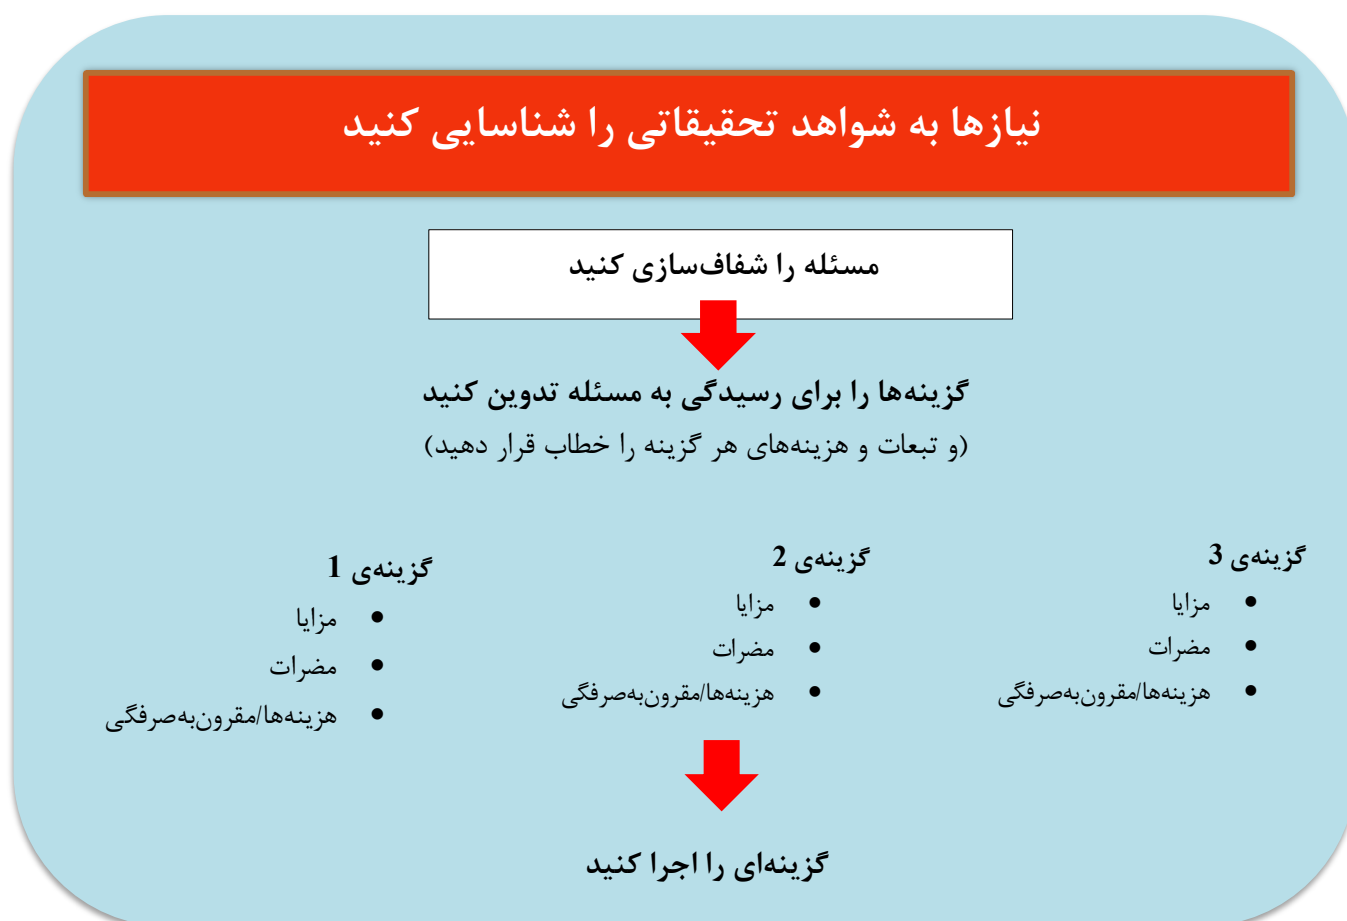 نیازها به شواهد تحقیقاتی را شناسایی کنید
مسئله را شفاف‌سازی کنید
گزینه‌ها را برای رسیدگی به مسئله تدوین کنید
(و تبعات و هزینه‌های هر گزینه را خطاب قرار دهید)
گزینه‌ی 3
• مزایا
• مضرات
• هزینه‌ها/مقرون‌به‌صرفگی
گزینه‌ی 2
• مزایا
• مضرات
• هزینه‌ها/مقرون‌به‌صرفگی
گزینه‌ی 1
• مزایا
• مضرات
• هزینه‌ها/مقرون‌به‌صرفگی
گزینه‌ای را اجرا کنید